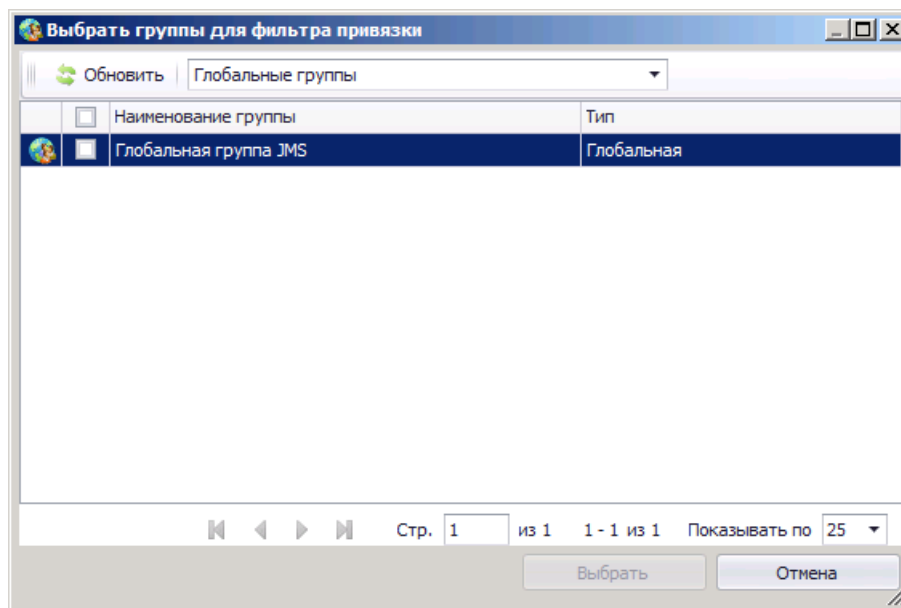 Выбрать группы для фильтра привязки
Обновить Глобальные группы
Наименование группы Тип
Глобальная группа JMS Глобальная
Стр. 1 из 1 1 - 1 из 1 Показывать по 25
Выбрать Отмена